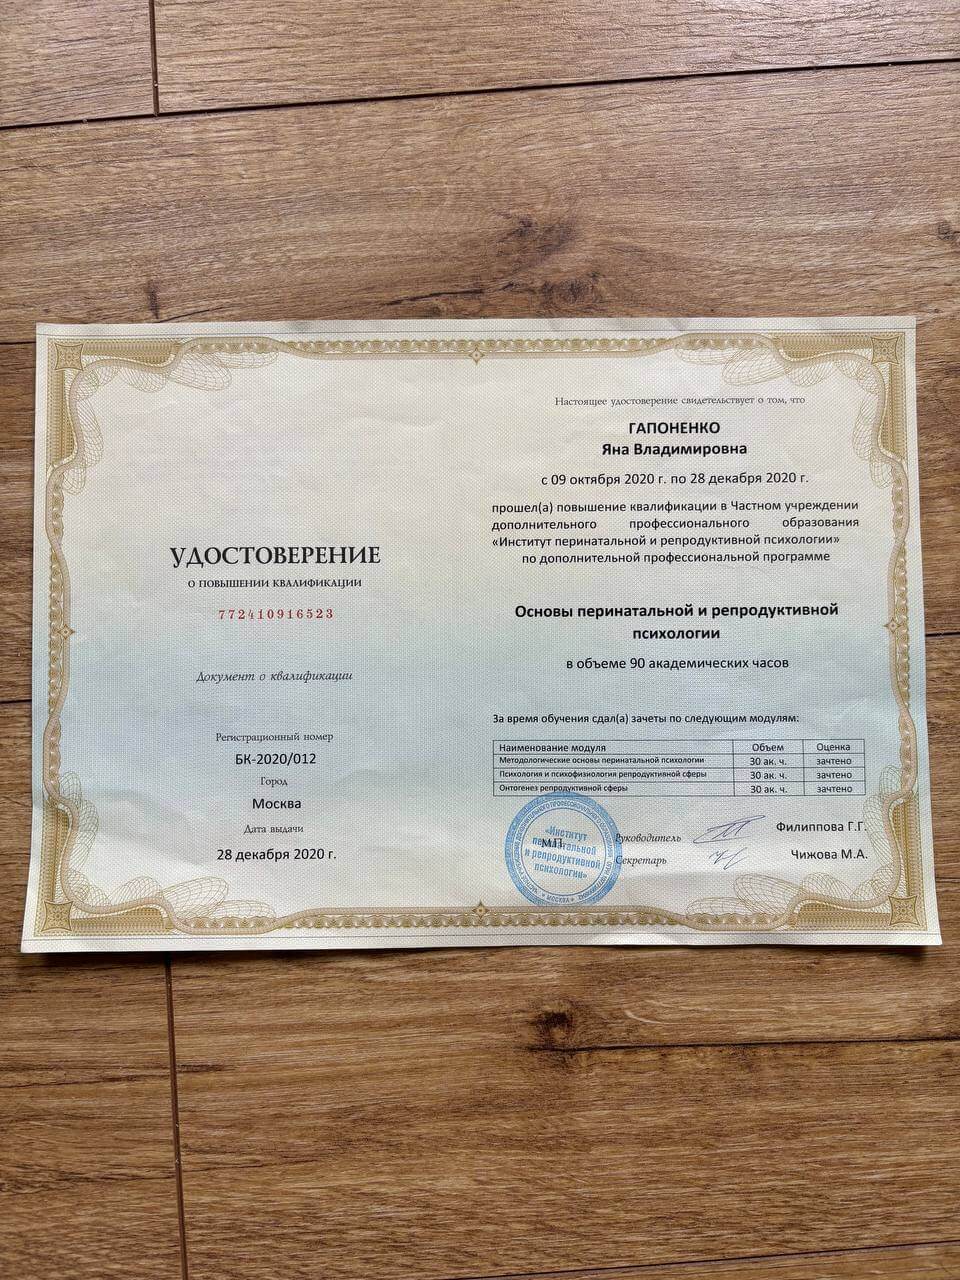 УДОСТОВЕРЕНИЕ
О ПОВЫШЕНИИ КВАЛИФИКАЦИИ
772410916523
Документ о квалификации
Регистрационный номер
БК-2020/012
Город
Москва
Дата выдачи
28 декабря 2020 г.
Настоящее удостоверение свидетельствует о том, что
ГАПОНЕНКО
Яна Владимировна
с 09 октября 2020 г. по 28 декабря 2020 г.
прошел(а) повышение квалификации в Частном учреждении
дополнительного профессионального образования
«Институт перинатальной и репродуктивной психологии»
по дополнительной профессиональной программе
Основы перинатальной и репродуктивной
психологии
в объеме 90 академических часов
За время обучения сдал(а) зачеты по следующим модулям:
Наименование модуля Объем Оценка
Методологические основы перинатальной психологии 30 ак. ч. зачтено
Психология и психофизиология репродуктивной сферы 30 ак. ч. зачтено
Онтогенез репродуктивной сферы 30 ак. ч. зачтено
М.П.
Руководитель Филиппова Г.Г.
Секретарь Чижова М.А.
«Институт
перинатальной
и репродуктивной
психологии»